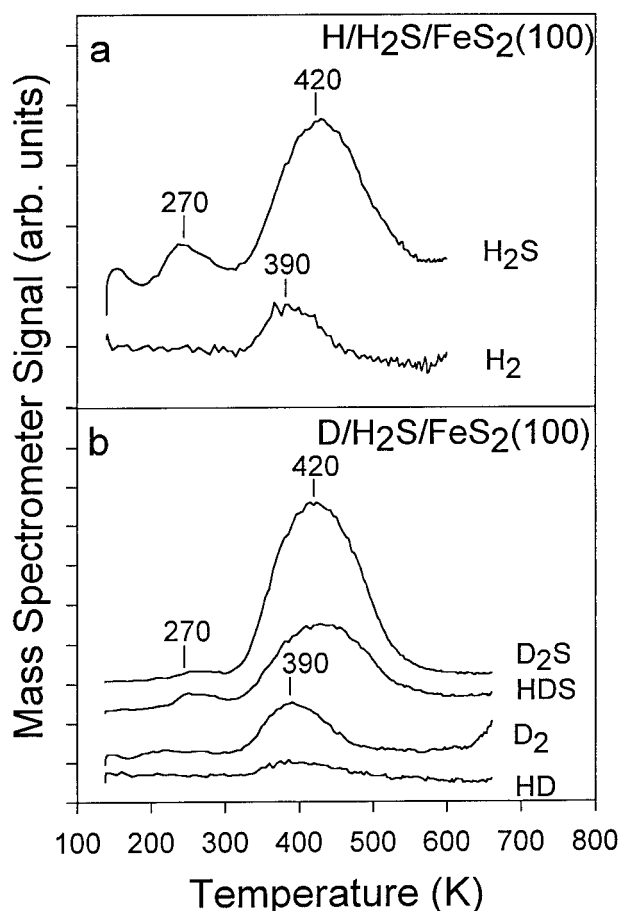 a
H/H2S/FeS2(100)
420
270
390
H2S
H2
b
D/H2S/FeS2(100)
420
270
390
D2S
HDS
D2
HD
100 200 300 400 500 600 700 800
Temperature (K)
Mass Spectrometer Signal (arb. units)